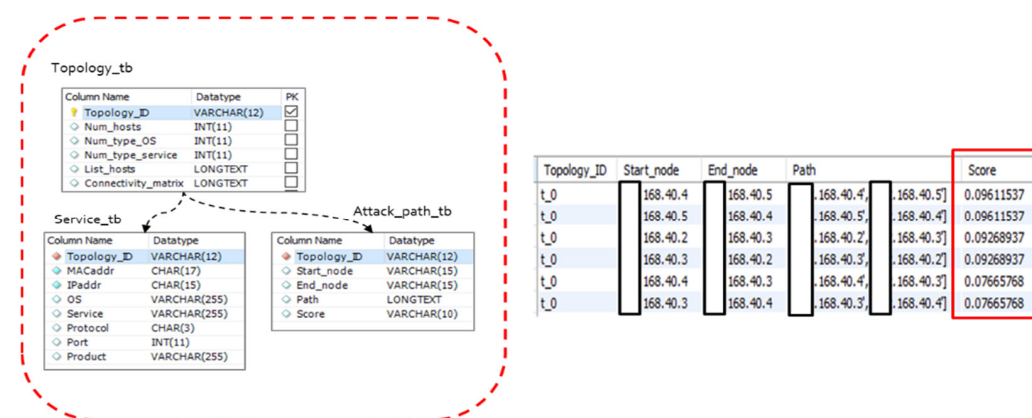 Topology_tb
Column Name Datatype PK
Topology_ID VARCHAR(12)
Num_hosts INT(11)
Num_type_OS INT(11)
Num_type_service INT(11)
List_hosts LONGTEXT
Connectivity_matrix LONGTEXT
Service_tb
Column Name Datatype
Topology_ID VARCHAR(12)
MACaddr CHAR(17)
IPaddr CHAR(15)
OS VARCHAR(255)
Service VARCHAR(255)
Protocol CHAR(3)
Port INT(11)
Product VARCHAR(255)
Attack_path_tb
Column Name Datatype
Topology_ID VARCHAR(12)
Start_node VARCHAR(15)
End_node VARCHAR(15)
Path LONGTEXT
Score VARCHAR(10)
Topology_ID Start_node End_node Path Score
t_0 168.40.4 168.40.5 .168.40.4', .168.40.5'] 0.09611537
t_0 168.40.5 168.40.4 .168.40.5', .168.40.4'] 0.09611537
t_0 168.40.2 168.40.3 .168.40.2', .168.40.3'] 0.09268937
t_0 168.40.3 168.40.2 .168.40.3', .168.40.2'] 0.09268937
t_0 168.40.4 168.40.3 .168.40.4', .168.40.3'] 0.07665768
t_0 168.40.3 168.40.4 .168.40.3', .168.40.4'] 0.07665768